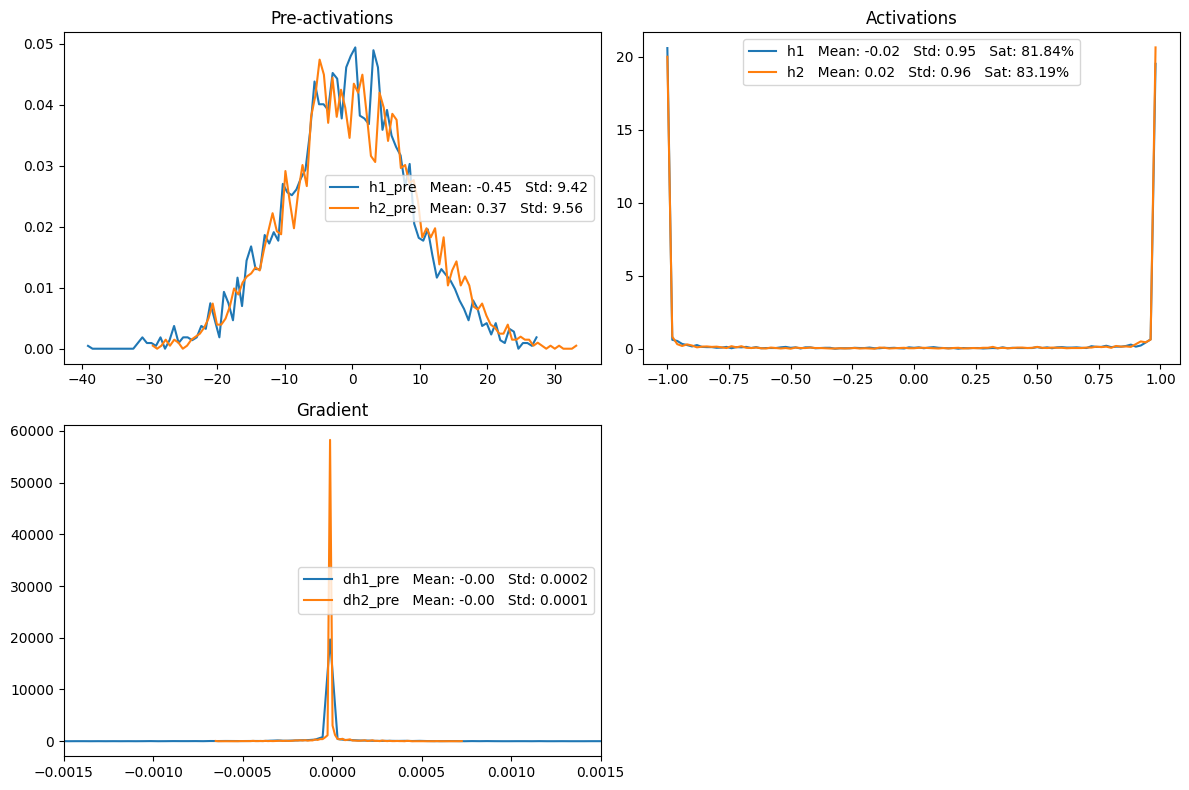 Pre-activations
0.05
0.04
0.03
0.02
0.01
0.00
h1_pre Mean: -0.45 Std: 9.42
h2_pre Mean: 0.37 Std: 9.56
−40 −30 −20 −10 0 10 20 30
Activations
20
15
10
5
0
h1 Mean: -0.02 Std: 0.95 Sat: 81.84%
h2 Mean: 0.02 Std: 0.96 Sat: 83.19%
−1.00 −0.75 −0.50 −0.25 0.00 0.25 0.50 0.75 1.00
Gradient
60000
50000
40000
30000
20000
10000
0
dh1_pre Mean: -0.00 Std: 0.0002
dh2_pre Mean: -0.00 Std: 0.0001
−0.0015 −0.0010 −0.0005 0.0000 0.0005 0.0010 0.0015